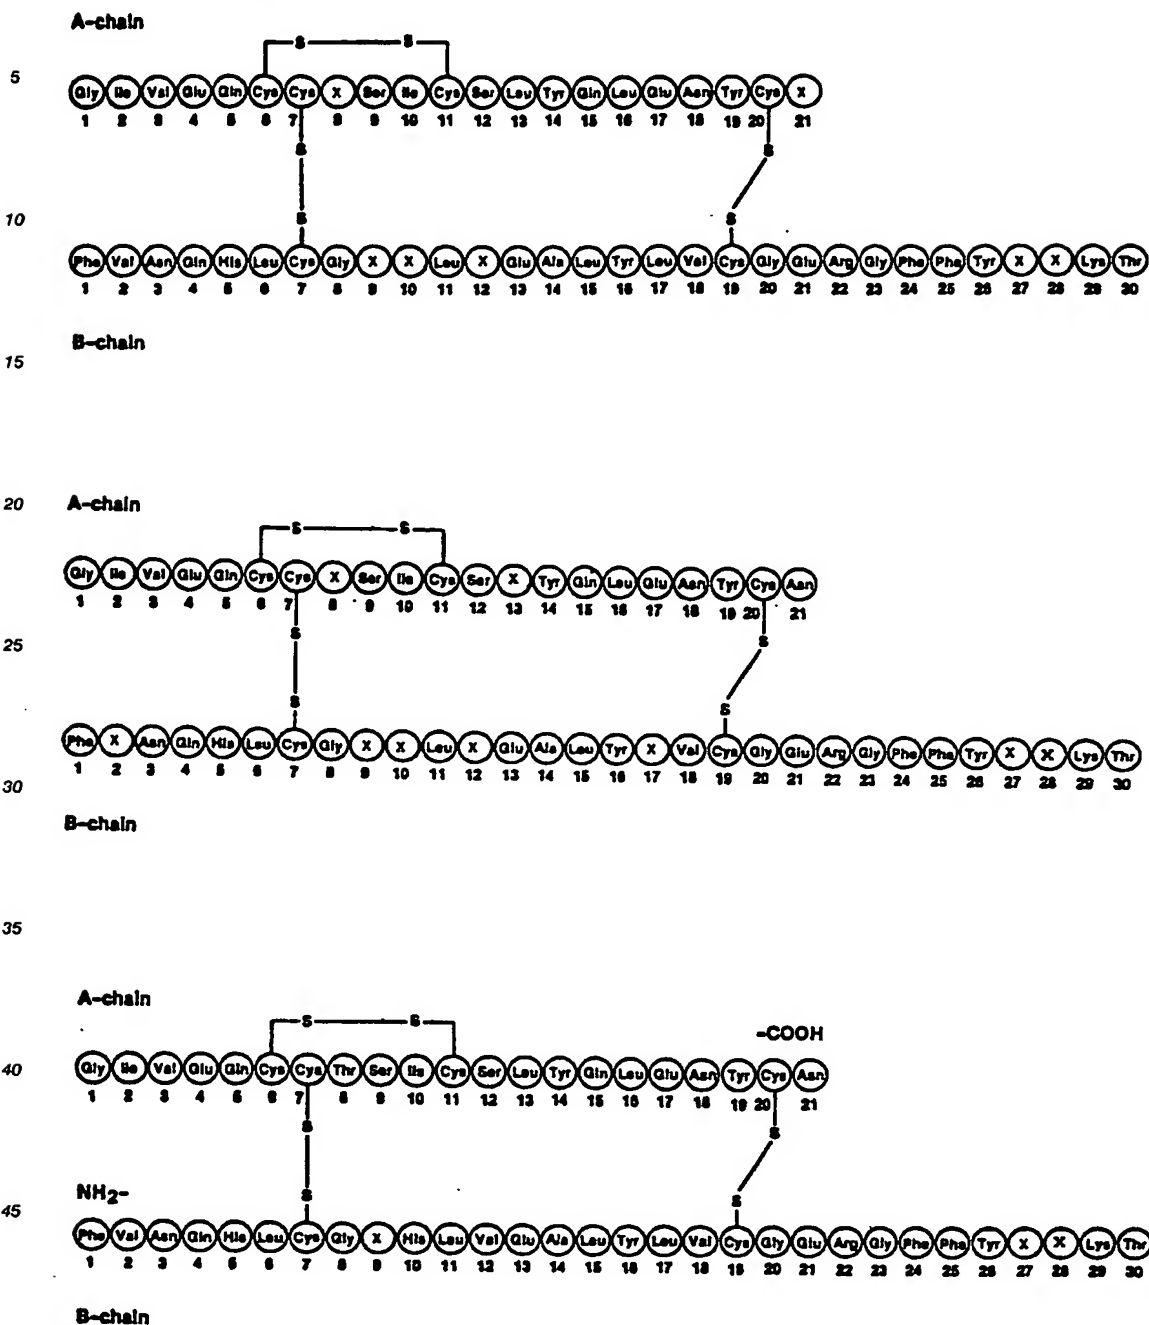 A-chain
S S
5
Gly Ile Val Glu Gln Cys Cys X Ser Ile Cys Ser Leu Tyr Gln Leu Glu Asn Tyr Cys X
1 2 3 4 5 6 7 8 9 10 11 12 13 14 15 16 17 18 19 20 21
S S
10
S S
Phe Val Asn Gln His Leu Cys Gly X X Leu X Glu Ala Leu Tyr Leu Val Cys Gly Glu Arg Gly Phe Phe Tyr X X Lys Thr
1 2 3 4 5 6 7 8 9 10 11 12 13 14 15 16 17 18 19 20 21 22 23 24 25 26 27 28 29 30
B-chain
15
20
A-chain
S S
Gly Ile Val Glu Gln Cys Cys X Ser Ile Cys Ser X Tyr Gln Leu Glu Asn Tyr Cys Asn
1 2 3 4 5 6 7 8 9 10 11 12 13 14 15 16 17 18 19 20 21
25
S S
S S
Phe X Asn Gln His Leu Cys Gly X X Leu X Glu Ala Leu Tyr X Val Cys Gly Glu Arg Gly Phe Phe Tyr X X Lys Thr
1 2 3 4 5 6 7 8 9 10 11 12 13 14 15 16 17 18 19 20 21 22 23 24 25 26 27 28 29 30
30
B-chain
35
A-chain
S S
-COOH
40
Gly Ile Val Glu Gln Cys Cys Thr Ser Ile Cys Ser Leu Tyr Gln Leu Glu Asn Tyr Cys Asn
1 2 3 4 5 6 7 8 9 10 11 12 13 14 15 16 17 18 19 20 21
S S
NH2-
S S
45
Phe Val Asn Gln His Leu Cys Gly X His Leu Val Glu Ala Leu Tyr Leu Val Cys Gly Glu Arg Gly Phe Phe Tyr X X Lys Thr
1 2 3 4 5 6 7 8 9 10 11 12 13 14 15 16 17 18 19 20 21 22 23 24 25 26 27 28 29 30
B-chain